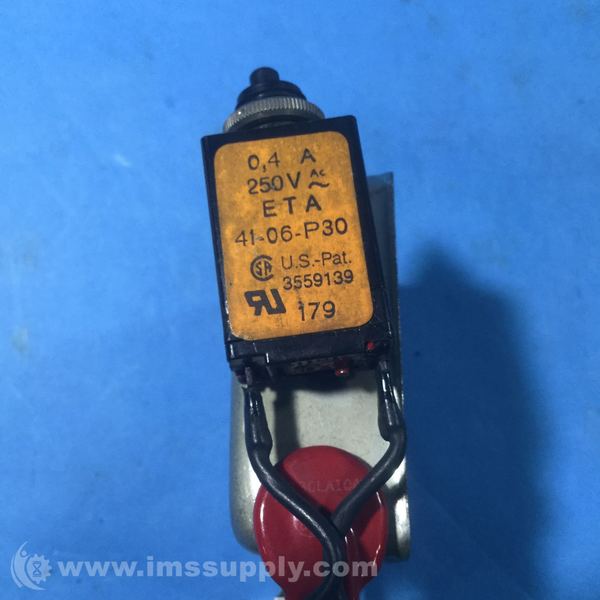 0,4 A
250V AC ~
ETA
41-06-P30
U.S.-Pat.
3559139
179
www.imssupply.com